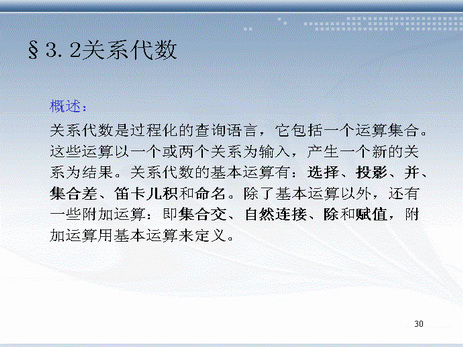 §3.2关系代数
概述：
关系代数是过程化的查询语言，它包括一个运算集合。
这些运算以一个或两个关系为输入，产生一个新的关
系为结果。关系代数的基本运算有：选择、投影、并、
集合差、笛卡儿积和命名。除了基本运算以外，还有
一些附加运算：即集合交、自然连接、除和赋值，附
加运算用基本运算来定义。
30